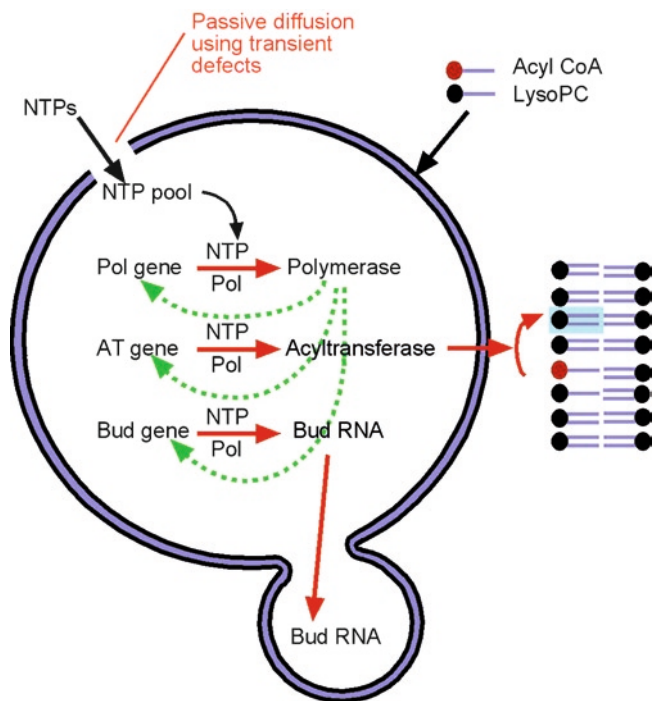 Passive diffusion
using transient
defects
Acyl CoA
LysoPC
NTPs
NTP pool
NTP
Pol gene
Polymerase
Pol
NTP
AT gene
Acyltransferase
Pol
NTP
Bud gene
Bud RNA
Pol
Bud RNA